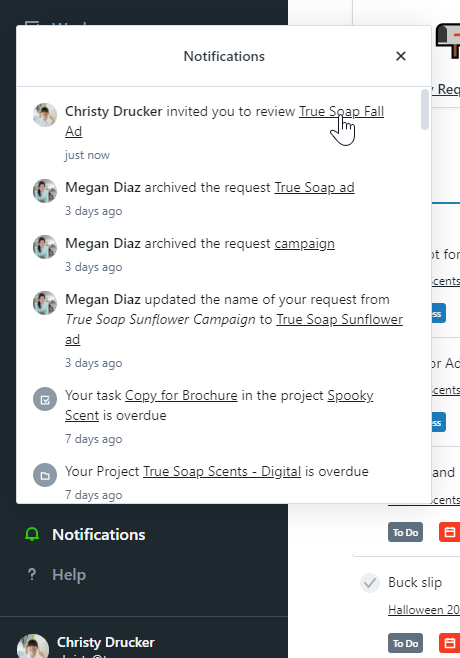 Notifications
Christy Drucker invited you to review True Soap Fall
Ad
just now
Megan Diaz archived the request True Soap ad
3 days ago
Megan Diaz archived the request campaign
3 days ago
Megan Diaz updated the name of your request from
True Soap Sunflower Campaign to True Soap Sunflower
ad
3 days ago
Your task Copy for Brochure in the project Spooky
Scent is overdue
7 days ago
Your Project True Soap Scents - Digital is overdue
7 days ago
Notifications
Help
Christy Drucker
To Do
Buck slip
Halloween 20
To Do